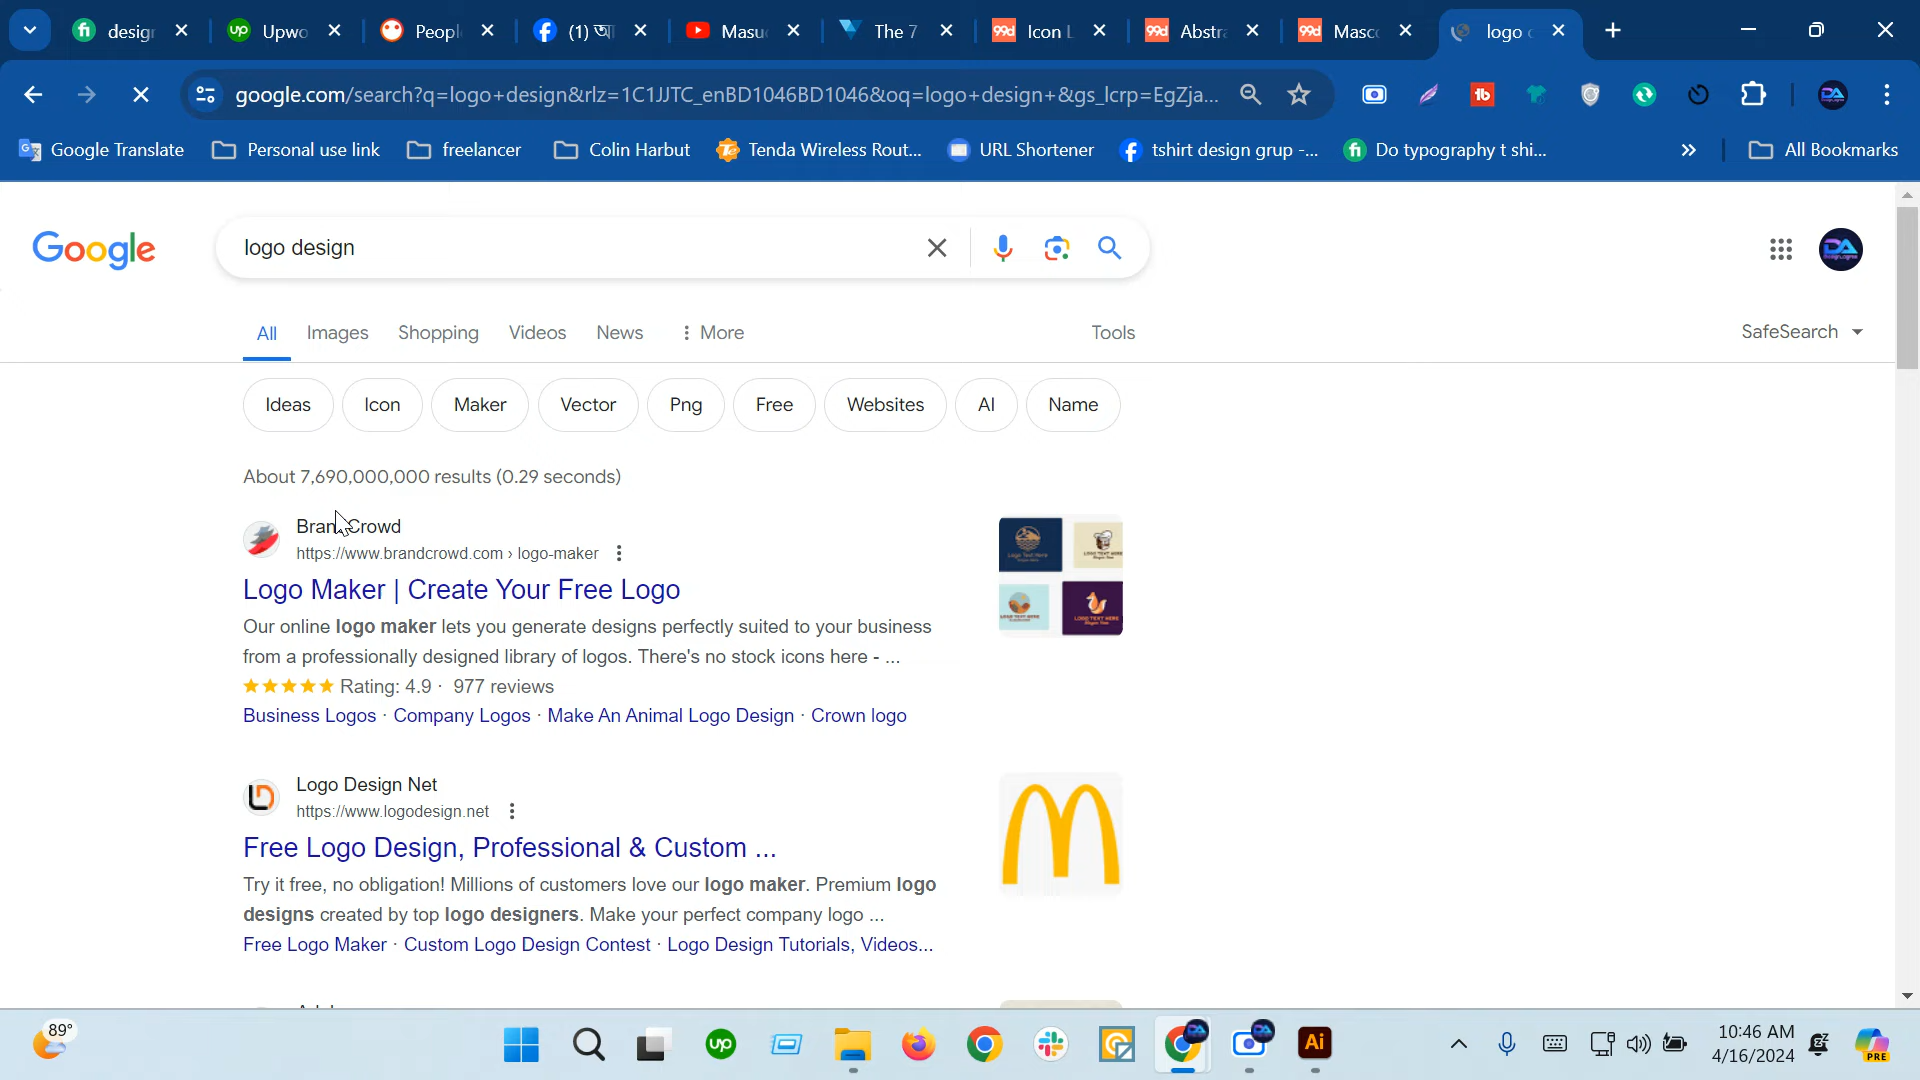 desig
Upwo
Peopl
(1) আ
Masu
The 7
99d
Icon L
99d
Abstra
99d
Masc
logo d
google.com/search?q=logo+design&rlz=1C1JJTC_enBD1046BD1046&oq=logo+design+&gs_lcrp=EgZja...
Google Translate
Personal use link
freelancer
Colin Harbut
Tenda Wireless Rout...
URL Shortener
tshirt design grup -...
Do typography t shi...
»
All Bookmarks
Google
logo design
All
Images
Shopping
Videos
News
More
Tools
SafeSearch
Ideas
Icon
Maker
Vector
Png
Free
Websites
AI
Name
About 7,690,000,000 results (0.29 seconds)
BrandCrowd
https://www.brandcrowd.com › logo-maker
Logo Maker | Create Your Free Logo
Our online logo maker lets you generate designs perfectly suited to your business
from a professionally designed library of logos. There's no stock icons here - ...
Rating: 4.9 · 977 reviews
Business Logos · Company Logos · Make An Animal Logo Design · Crown logo
Logo Design Net
https://www.logodesign.net
Free Logo Design, Professional & Custom ...
Try it free, no obligation! Millions of customers love our logo maker. Premium logo
designs created by top logo designers. Make your perfect company logo ...
Free Logo Maker · Custom Logo Design Contest · Logo Design Tutorials, Videos...
89°
up
Ai
10:46 AM
4/16/2024
PRE